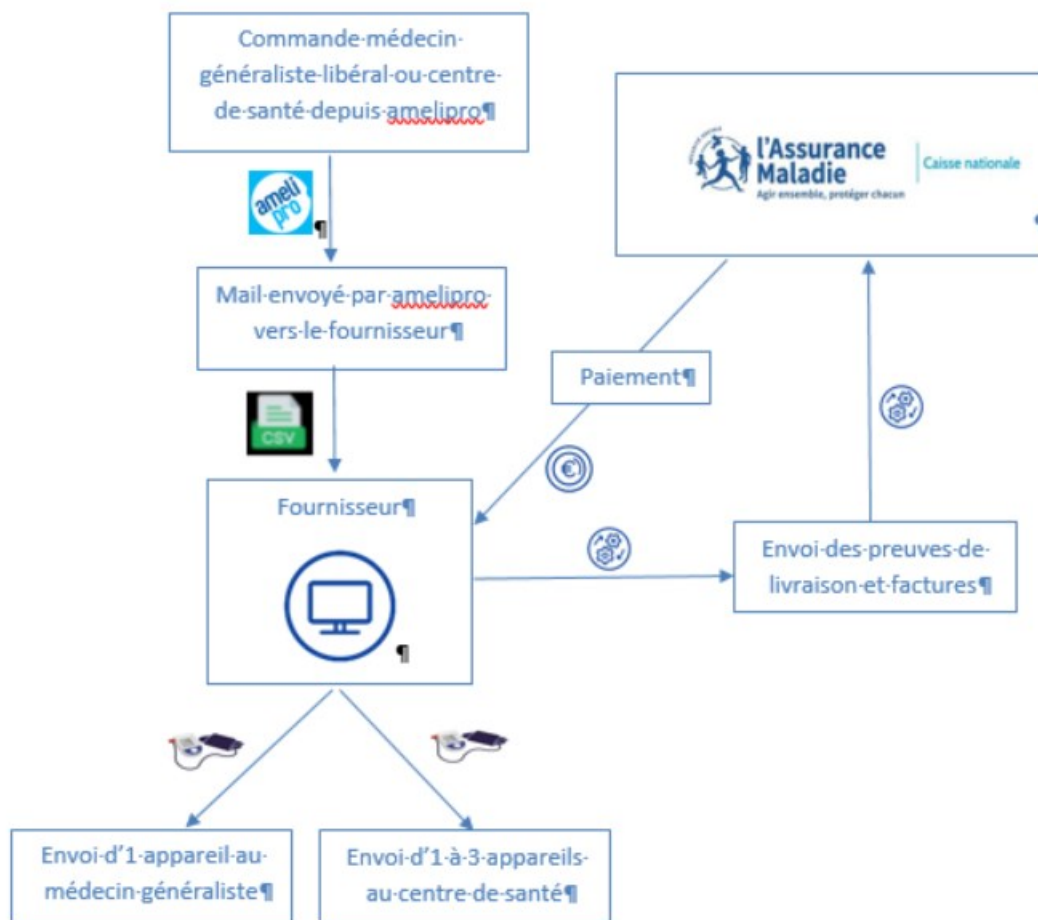 Commande·médecin·
généraliste·libéral·ou·centre·
de·santé·depuis·amelipro¶
ameli
pro
¶
Mail·envoyé·par·amelipro·
vers·le·fournisseur¶
CSV
Fournisseur¶
¶
l'Assurance
Maladie
Agir ensemble, protéger chacun
Caisse nationale
¶
Paiement¶
€
Envoi·des·preuves·de·
livraison·et·factures¶
Envoi·d'1·appareil·au·
médecin·généraliste¶
Envoi·d'1·à·3·appareils·
au·centre·de·santé¶